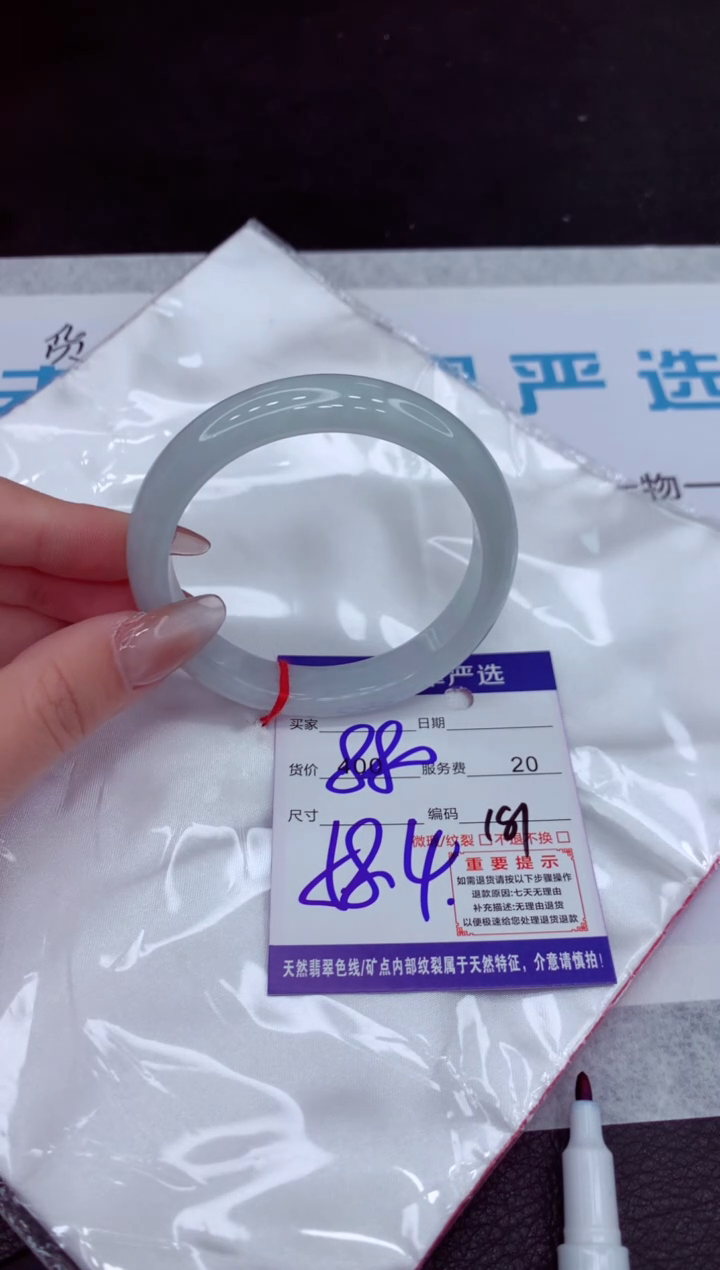 严选
物
严选
买家 日期
货价 400 服务费 20
88
尺寸 编码 181
58.4
微瑕/纹裂 □不退不换 □
重要提示
如需退货请按以下步骤操作
退款原因:七天无理由
补充描述:无理由退货
以便极速给您处理退货退款
天然翡翠色线/矿点内部纹裂属于天然特征，介意请慎拍!